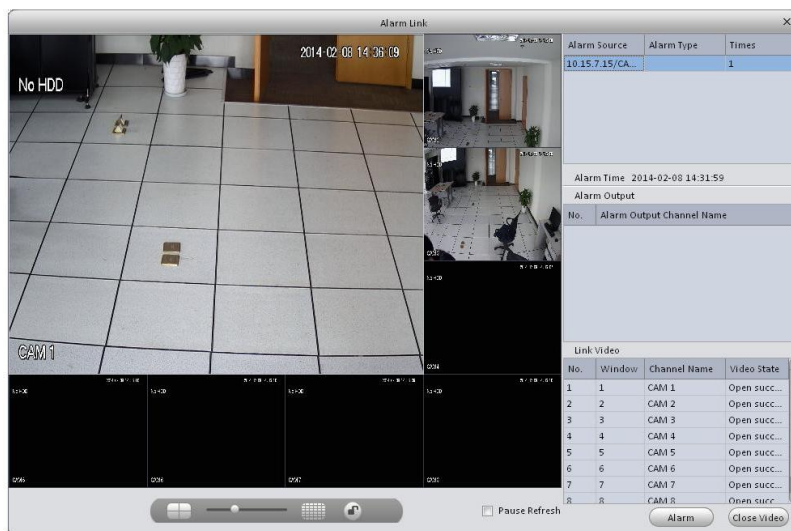 Alarm Link
×
2014-02-08 14:36:09
No HDD
CAM 1
Alarm Source Alarm Type Times
10.15.7.15/CA... 1
Alarm Time 2014-02-08 14:31:59
Alarm Output
No. Alarm Output Channel Name
Link Video
No. Window Channel Name Video State
1 1 CAM 1 Open succ...
2 2 CAM 2 Open succ...
3 3 CAM 3 Open succ...
4 4 CAM 4 Open succ...
5 5 CAM 5 Open succ...
6 6 CAM 6 Open succ...
7 7 CAM 7 Open succ...
8 8 CAM 8 Open succ...
Pause Refresh
Alarm
Close Video